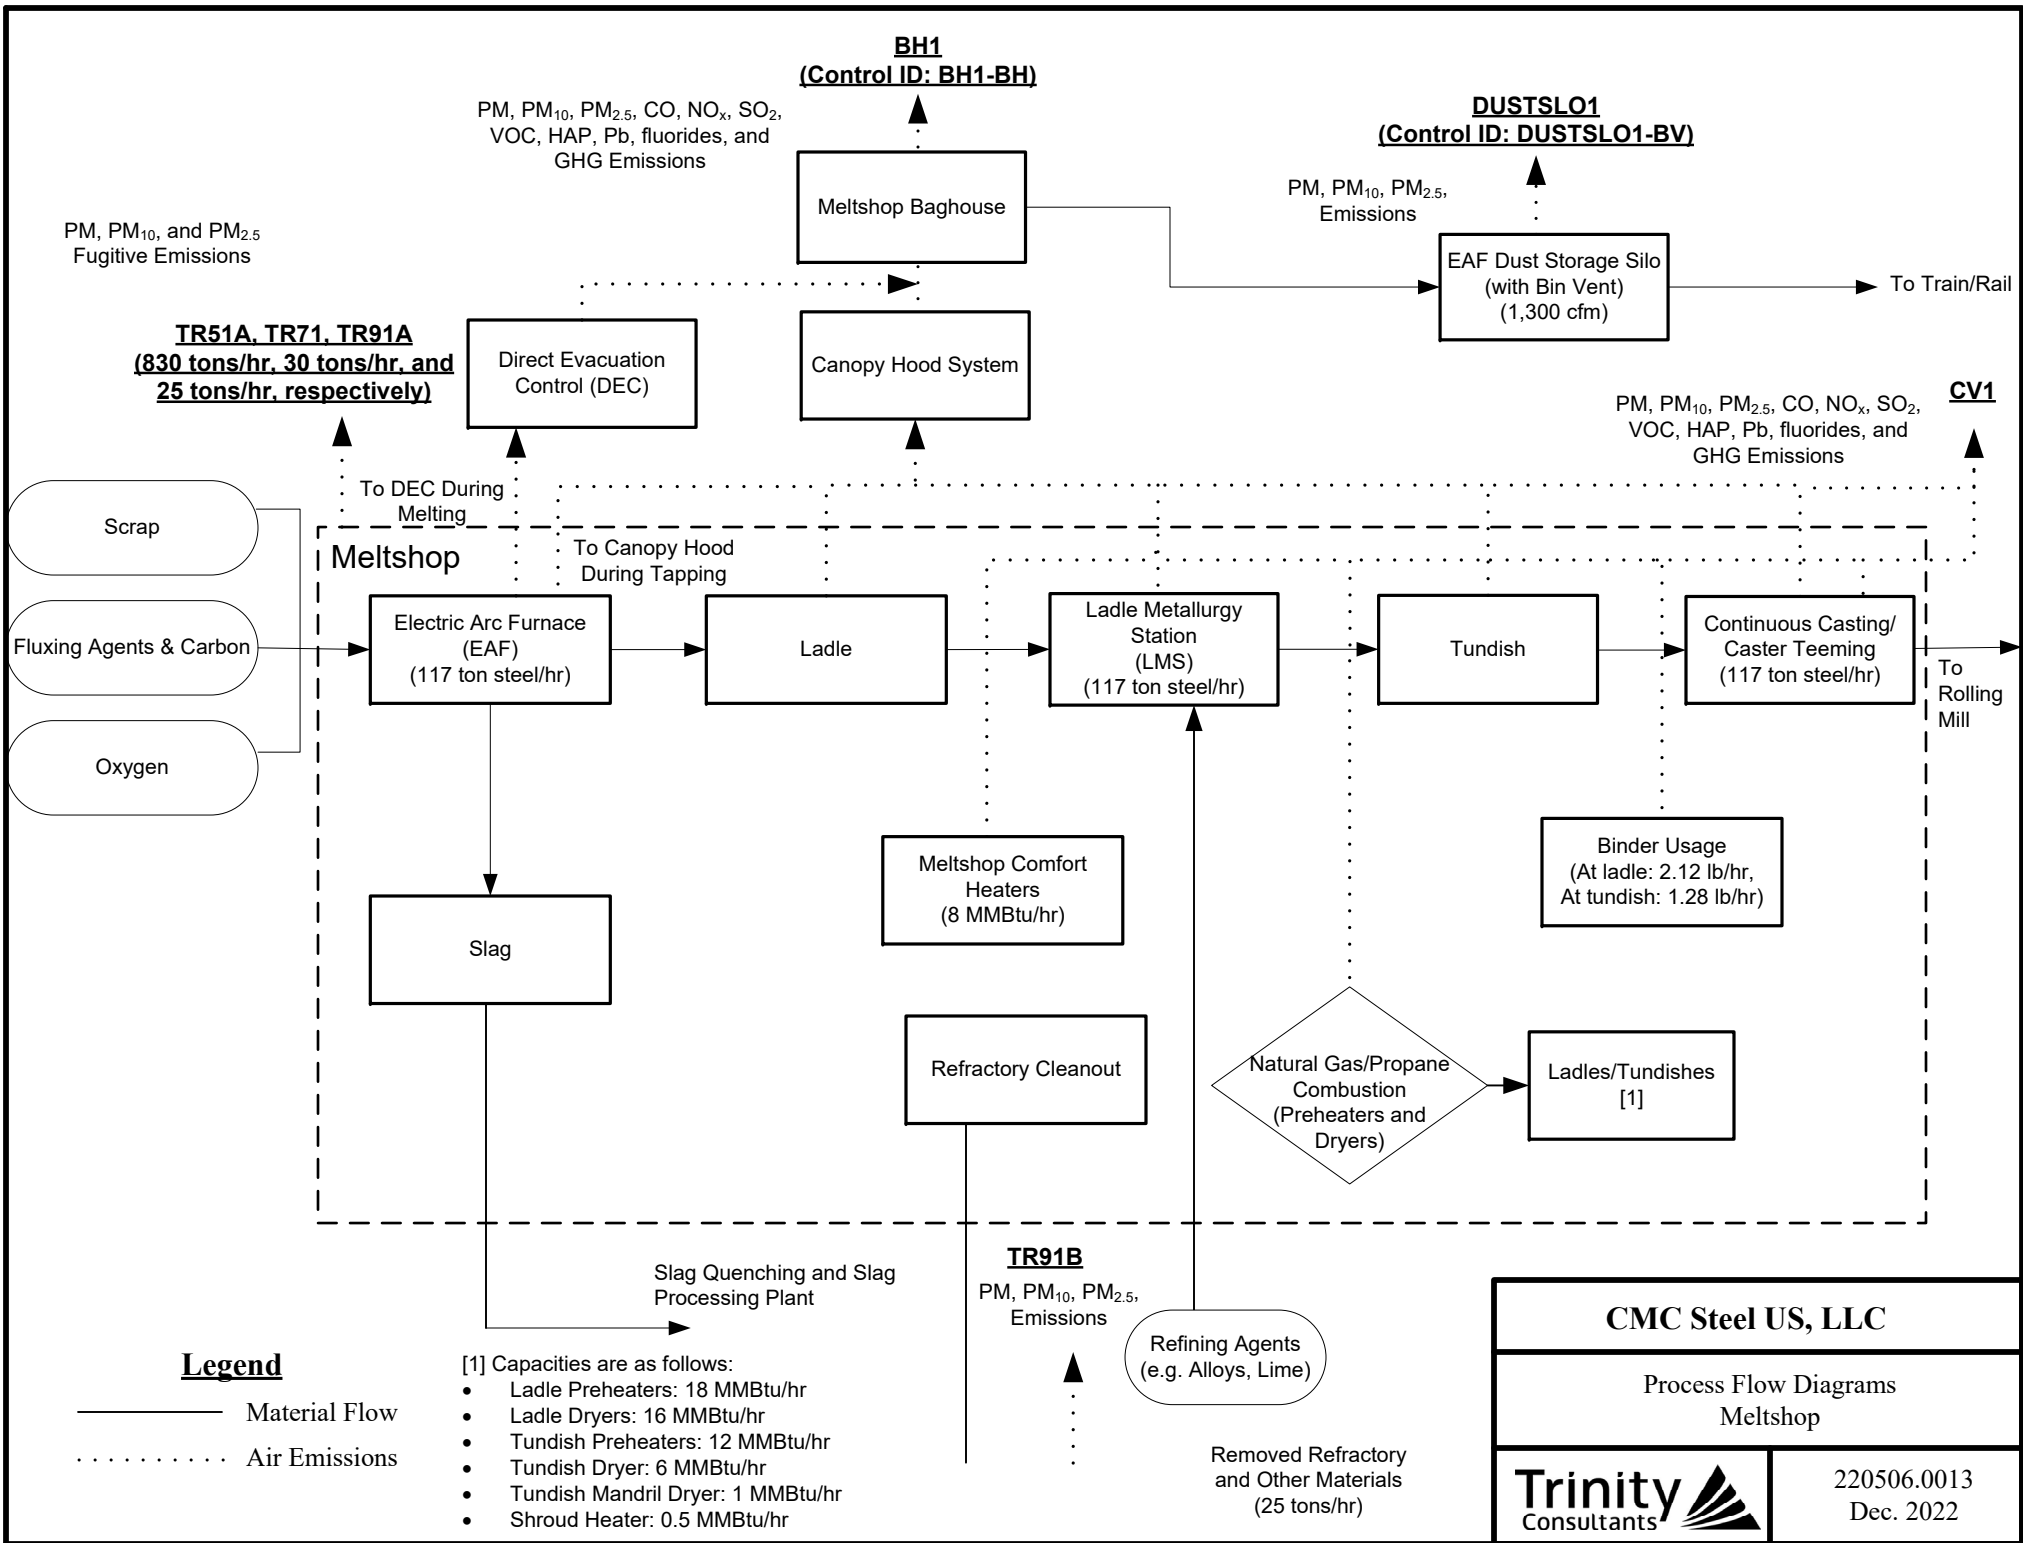 BH1
(Control ID: BH1-BH)
PM, PM10, PM2.5, CO, NOx, SO2,
VOC, HAP, Pb, fluorides, and
GHG Emissions
DUSTSLO1
(Control ID: DUSTSLO1-BV)
PM, PM10, PM2.5,
Emissions
Meltshop Baghouse
PM, PM10, and PM2.5
Fugitive Emissions
EAF Dust Storage Silo
(with Bin Vent)
(1,300 cfm)
To Train/Rail
TR51A, TR71, TR91A
(830 tons/hr, 30 tons/hr, and
25 tons/hr, respectively)
Direct Evacuation
Control (DEC)
Canopy Hood System
PM, PM10, PM2.5, CO, NOx, SO2,
VOC, HAP, Pb, fluorides, and
GHG Emissions
CV1
To DEC During
Melting
Scrap
Meltshop
To Canopy Hood
During Tapping
Fluxing Agents & Carbon
Electric Arc Furnace
(EAF)
(117 ton steel/hr)
Ladle
Ladle Metallurgy
Station
(LMS)
(117 ton steel/hr)
Tundish
Continuous Casting/
Caster Teeming
(117 ton steel/hr)
To
Rolling
Mill
Oxygen
Meltshop Comfort
Heaters
(8 MMBtu/hr)
Binder Usage
(At ladle: 2.12 lb/hr,
At tundish: 1.28 lb/hr)
Slag
Refractory Cleanout
Natural Gas/Propane
Combustion
(Preheaters and
Dryers)
Ladles/Tundishes
[1]
Slag Quenching and Slag
Processing Plant
TR91B
PM, PM10, PM2.5,
Emissions
Refining Agents
(e.g. Alloys, Lime)
Legend
Material Flow
Air Emissions
[1] Capacities are as follows:
• Ladle Preheaters: 18 MMBtu/hr
• Ladle Dryers: 16 MMBtu/hr
• Tundish Preheaters: 12 MMBtu/hr
• Tundish Dryer: 6 MMBtu/hr
• Tundish Mandril Dryer: 1 MMBtu/hr
• Shroud Heater: 0.5 MMBtu/hr
Removed Refractory
and Other Materials
(25 tons/hr)
CMC Steel US, LLC
Process Flow Diagrams
Meltshop
Trinity
Consultants
220506.0013
Dec. 2022